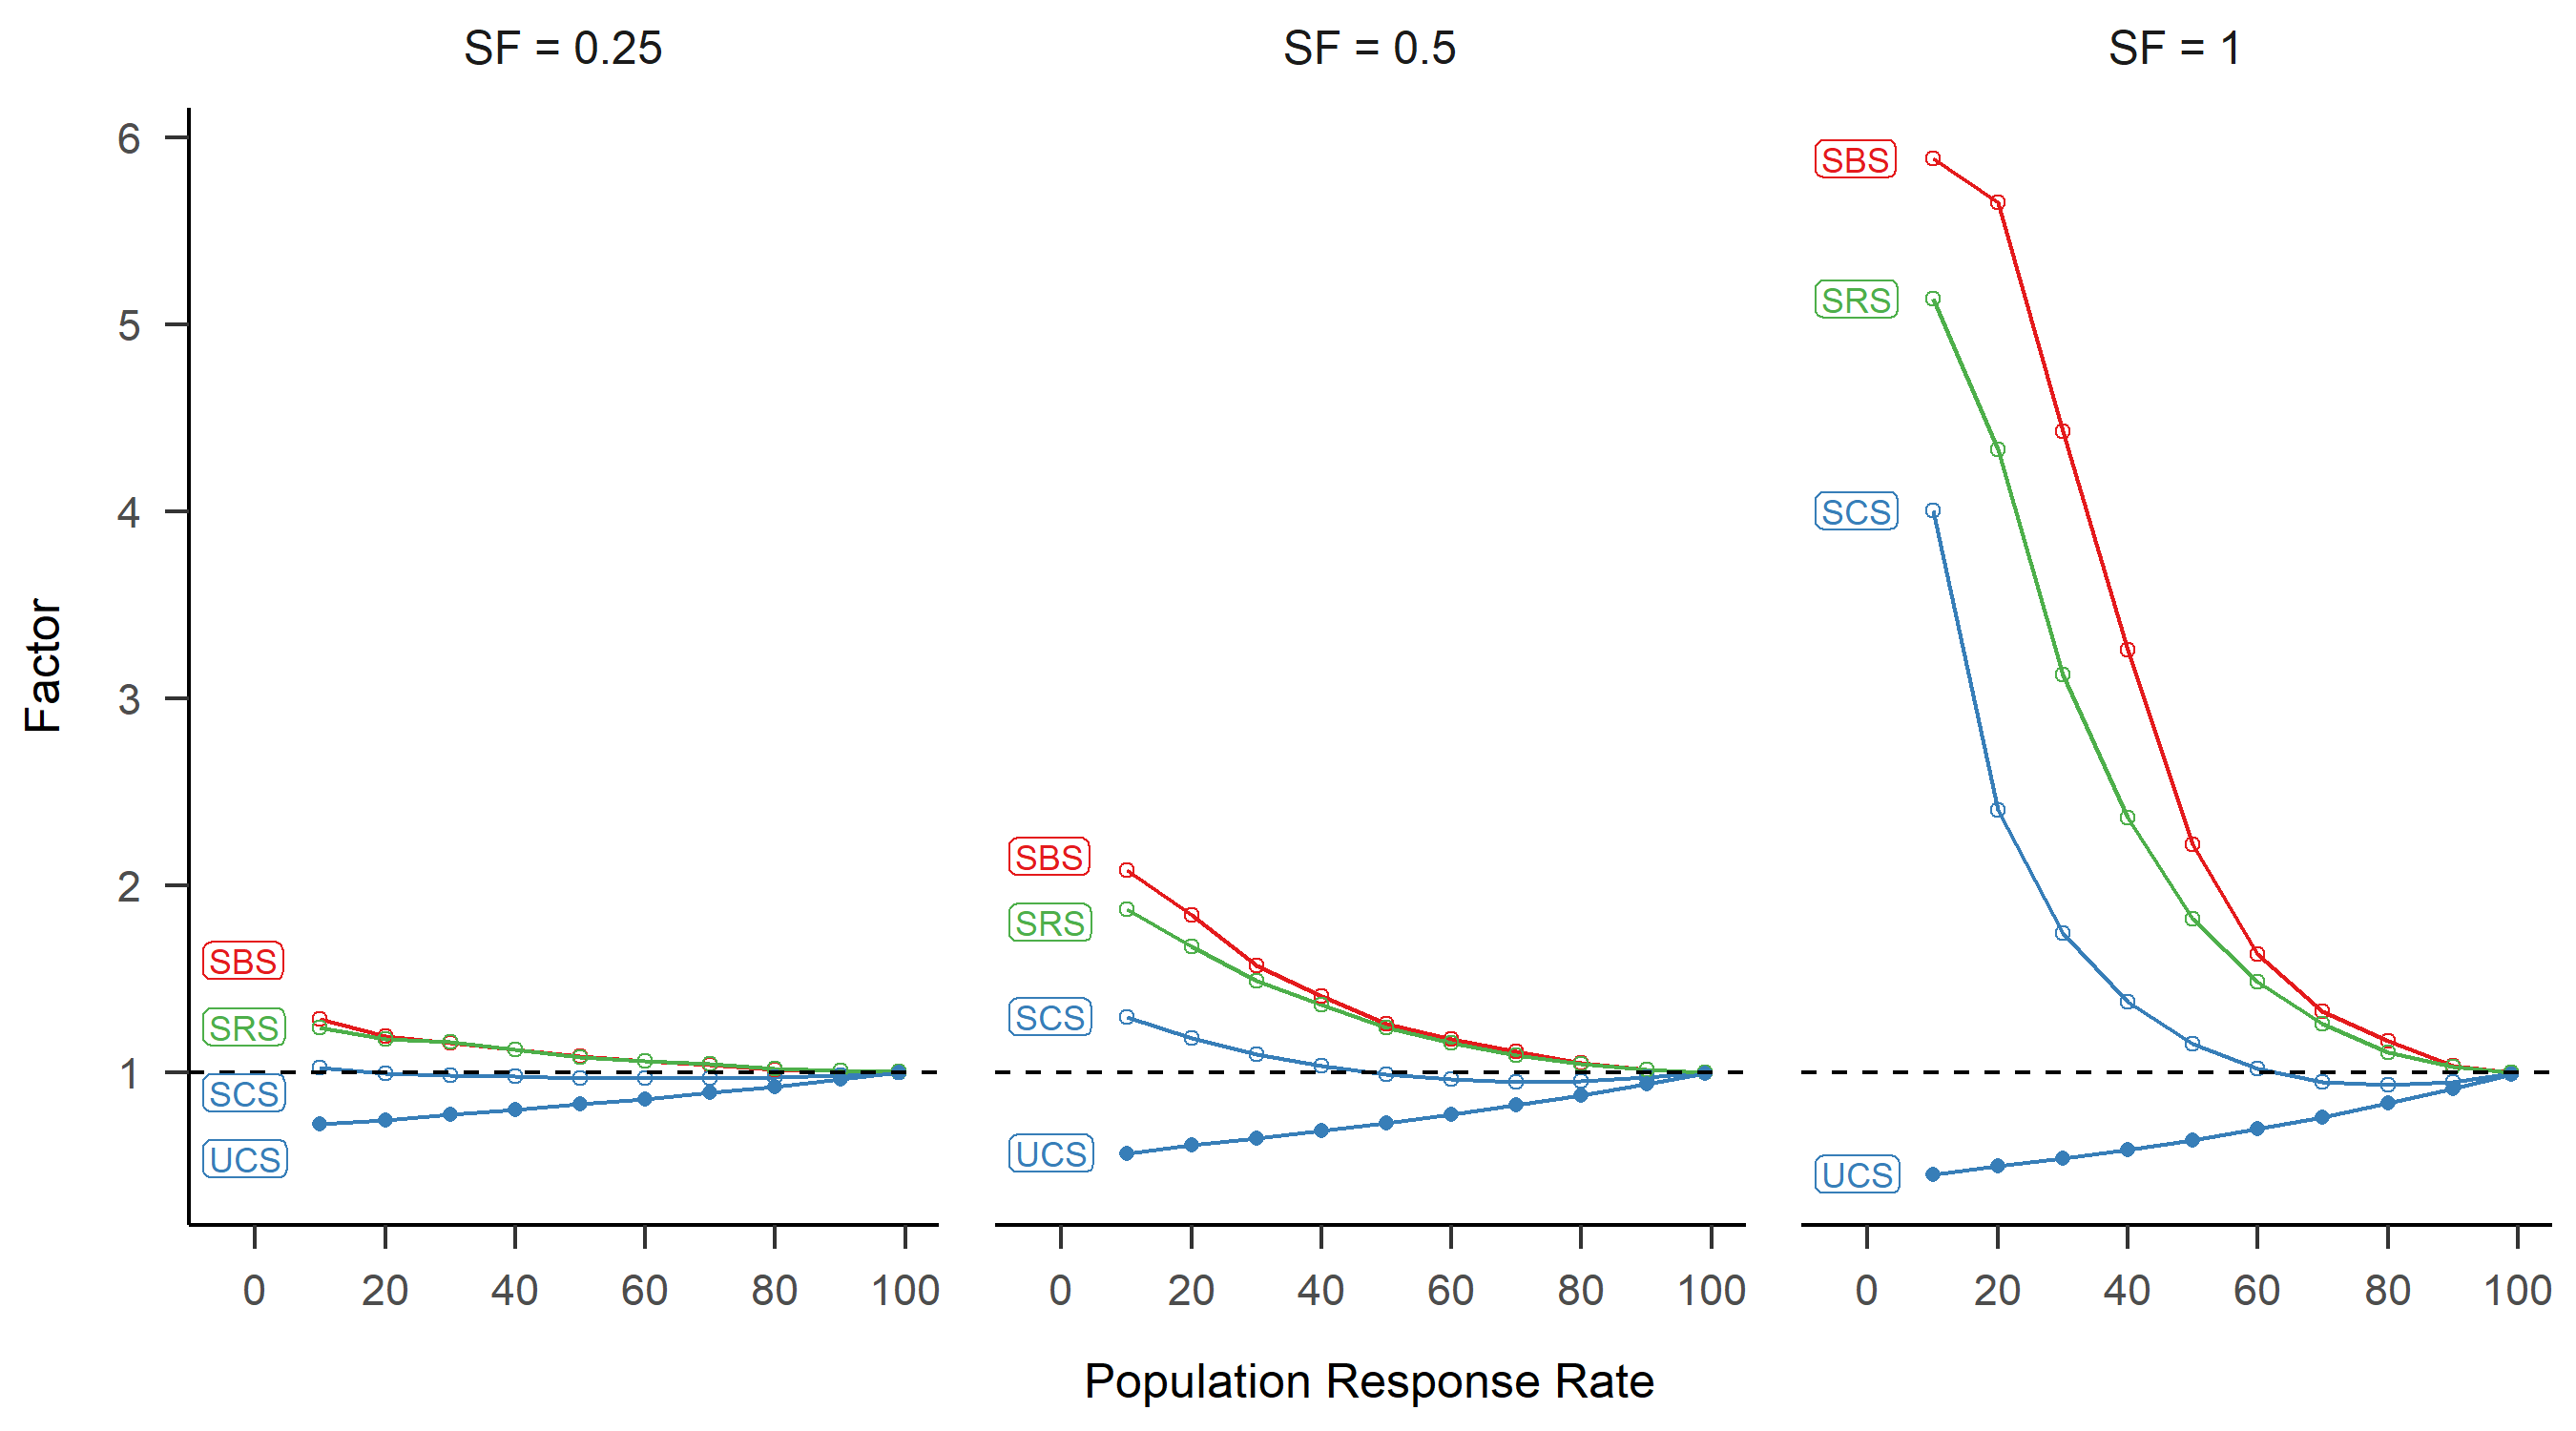 SF = 0.25
SF = 0.5
SF = 1
6
5
4
3
2
1
Factor
SBS
SRS
SCS
UCS
SBS
SRS
SCS
UCS
SBS
SRS
SCS
UCS
0 20 40 60 80 100
0 20 40 60 80 100
0 20 40 60 80 100
Population Response Rate